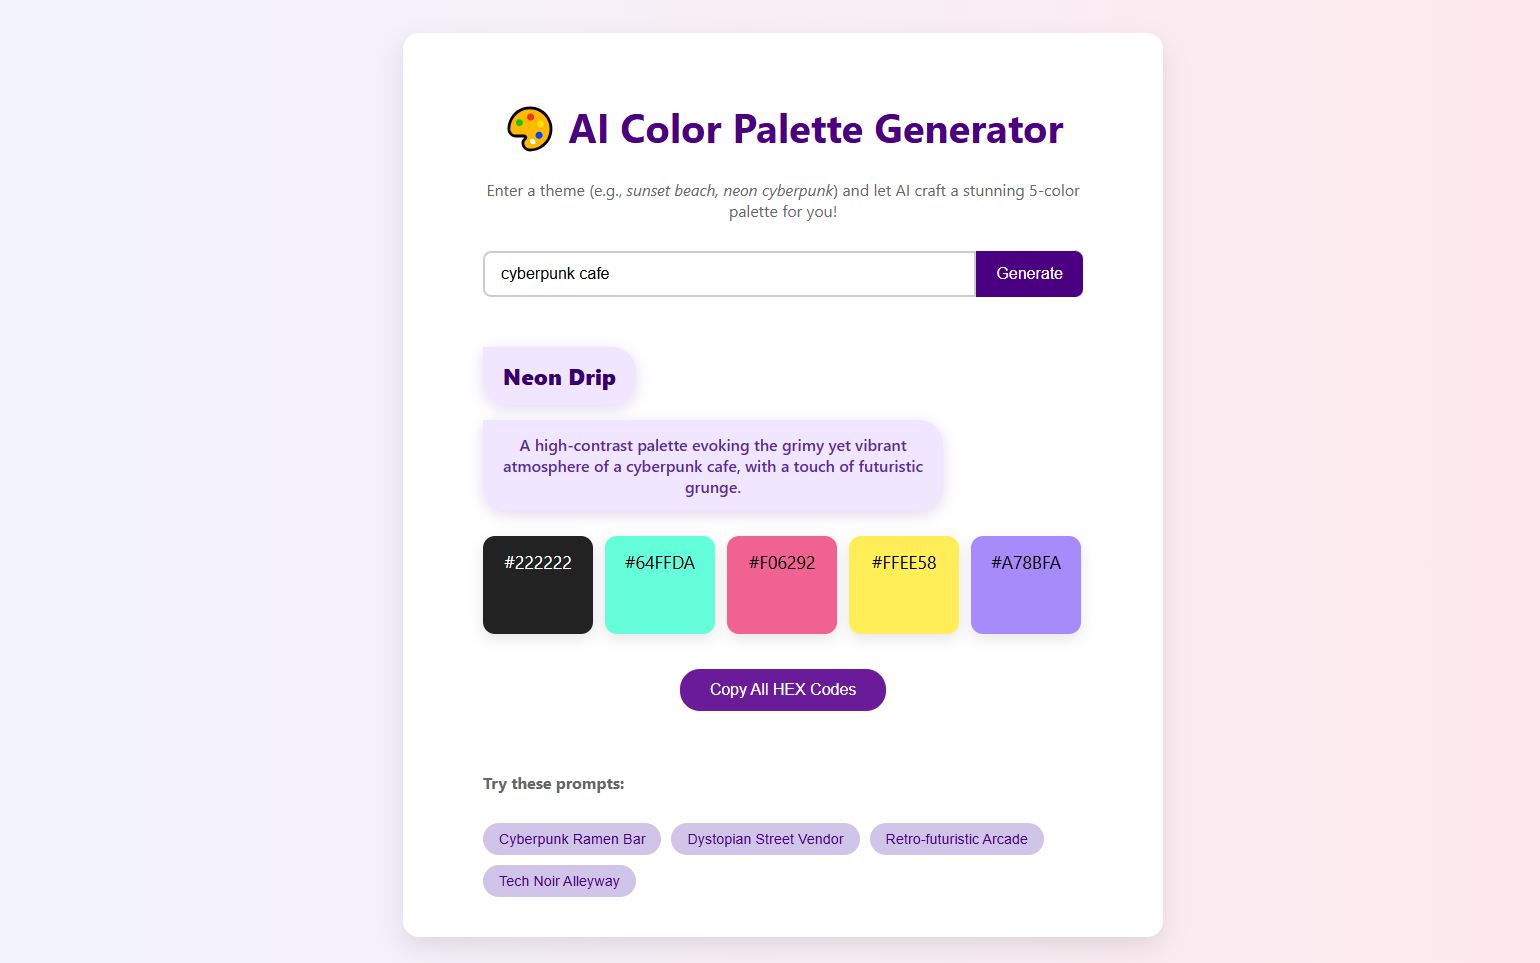 AI Color Palette Generator
Enter a theme (e.g., sunset beach, neon cyberpunk) and let AI craft a stunning 5-color
palette for you!
cyberpunk cafe
Generate
Neon Drip
A high-contrast palette evoking the grimy yet vibrant
atmosphere of a cyberpunk cafe, with a touch of futuristic
grunge.
#222222
#64FFDA
#F06292
#FFEE58
#A78BFA
Copy All HEX Codes
Try these prompts:
Cyberpunk Ramen Bar
Dystopian Street Vendor
Retro-futuristic Arcade
Tech Noir Alleyway